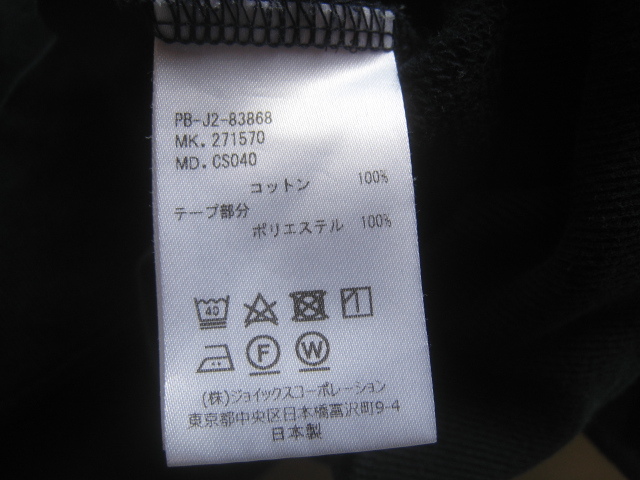 PB-J2-83868
MK. 271570
MD. CS040
コットン 100%
テープ部分
ポリエステル 100%
40
F W
(株)ジョイックスコーポレーション
東京都中央区日本橋富沢町9-4
日本製